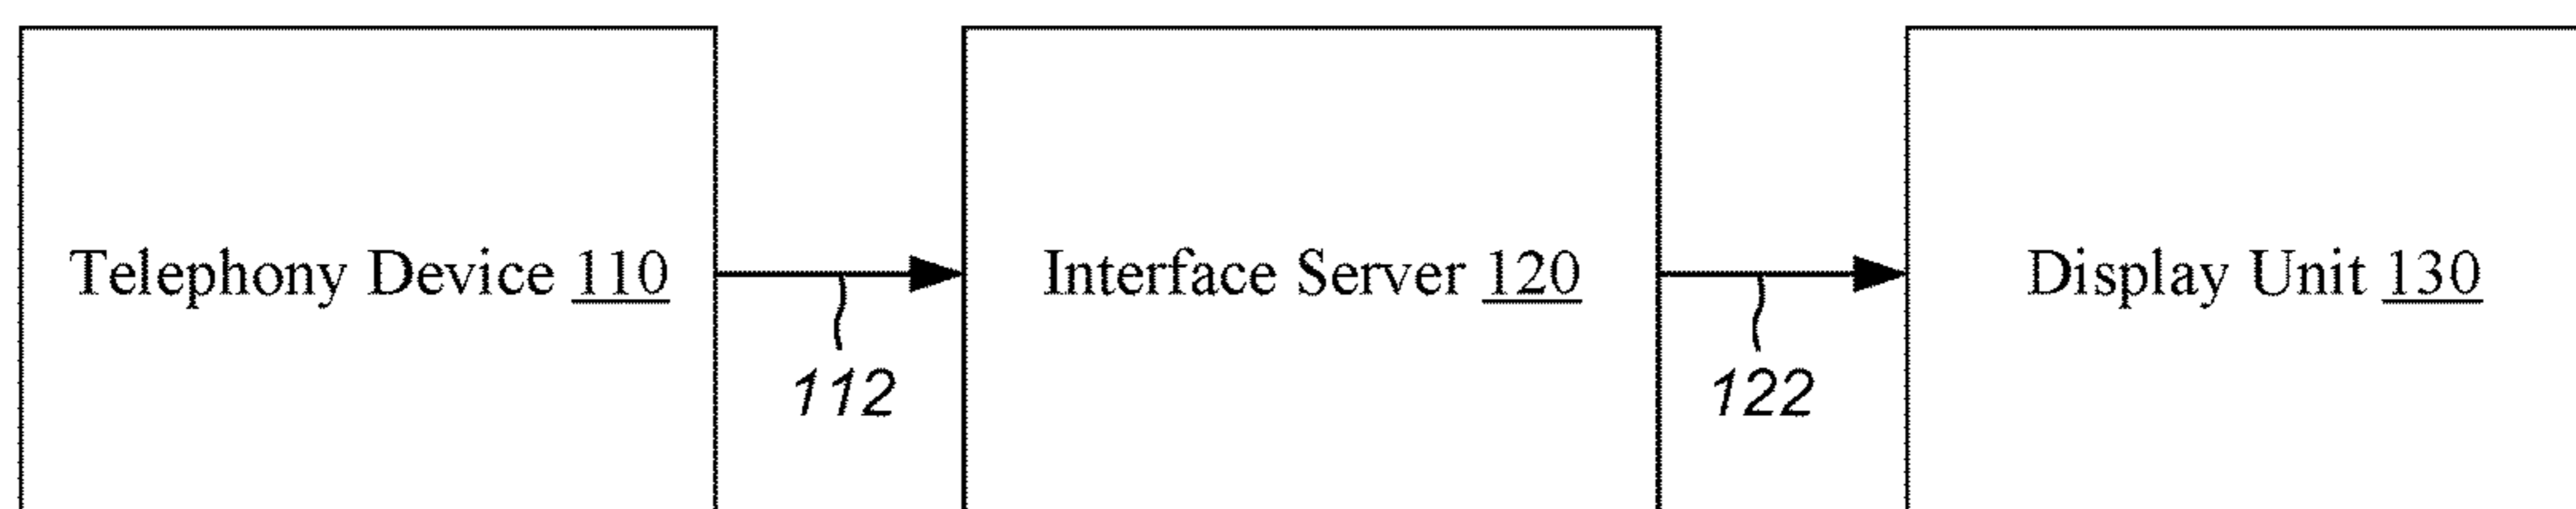 Telephony Device 110
Interface Server 120
Display Unit 130
112
122